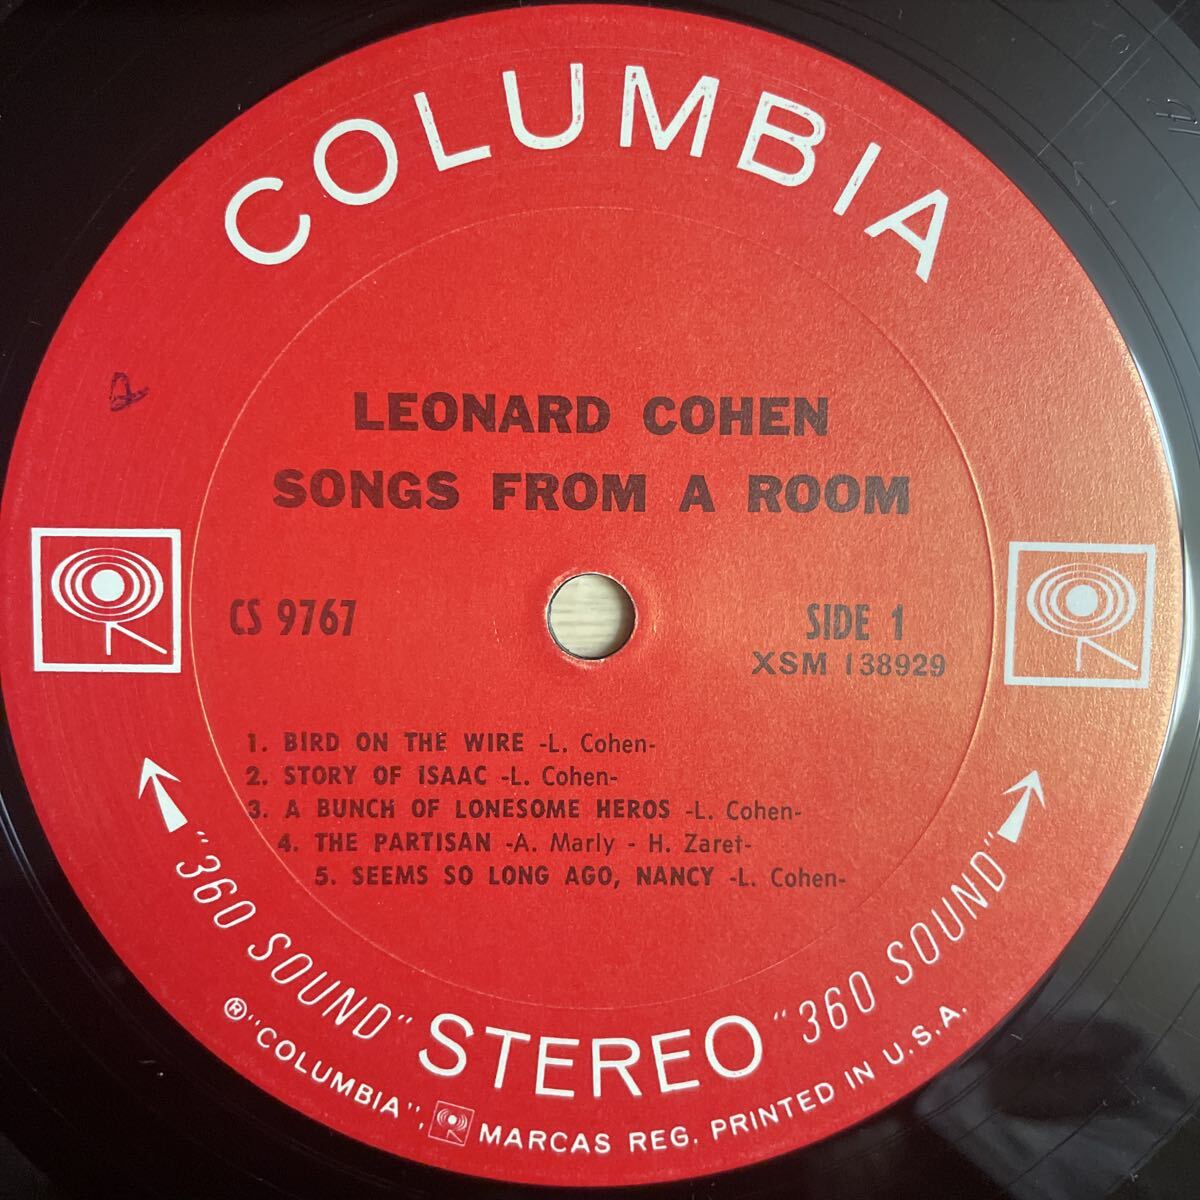 COLUMBIA
LEONARD COHEN
SONGS FROM A ROOM
CS 9767
SIDE 1
XSM 138929
1. BIRD ON THE WIRE -L. Cohen-
2. STORY OF ISAAC -L. Cohen-
3. A BUNCH OF LONESOME HEROS -L. Cohen-
4. THE PARTISAN -A. Marly - H. Zaret-
5. SEEMS SO LONG AGO, NANCY -L. Cohen-
"360 SOUND" STEREO "360 SOUND"
® "COLUMBIA", MARCAS REG. PRINTED IN U.S.A.